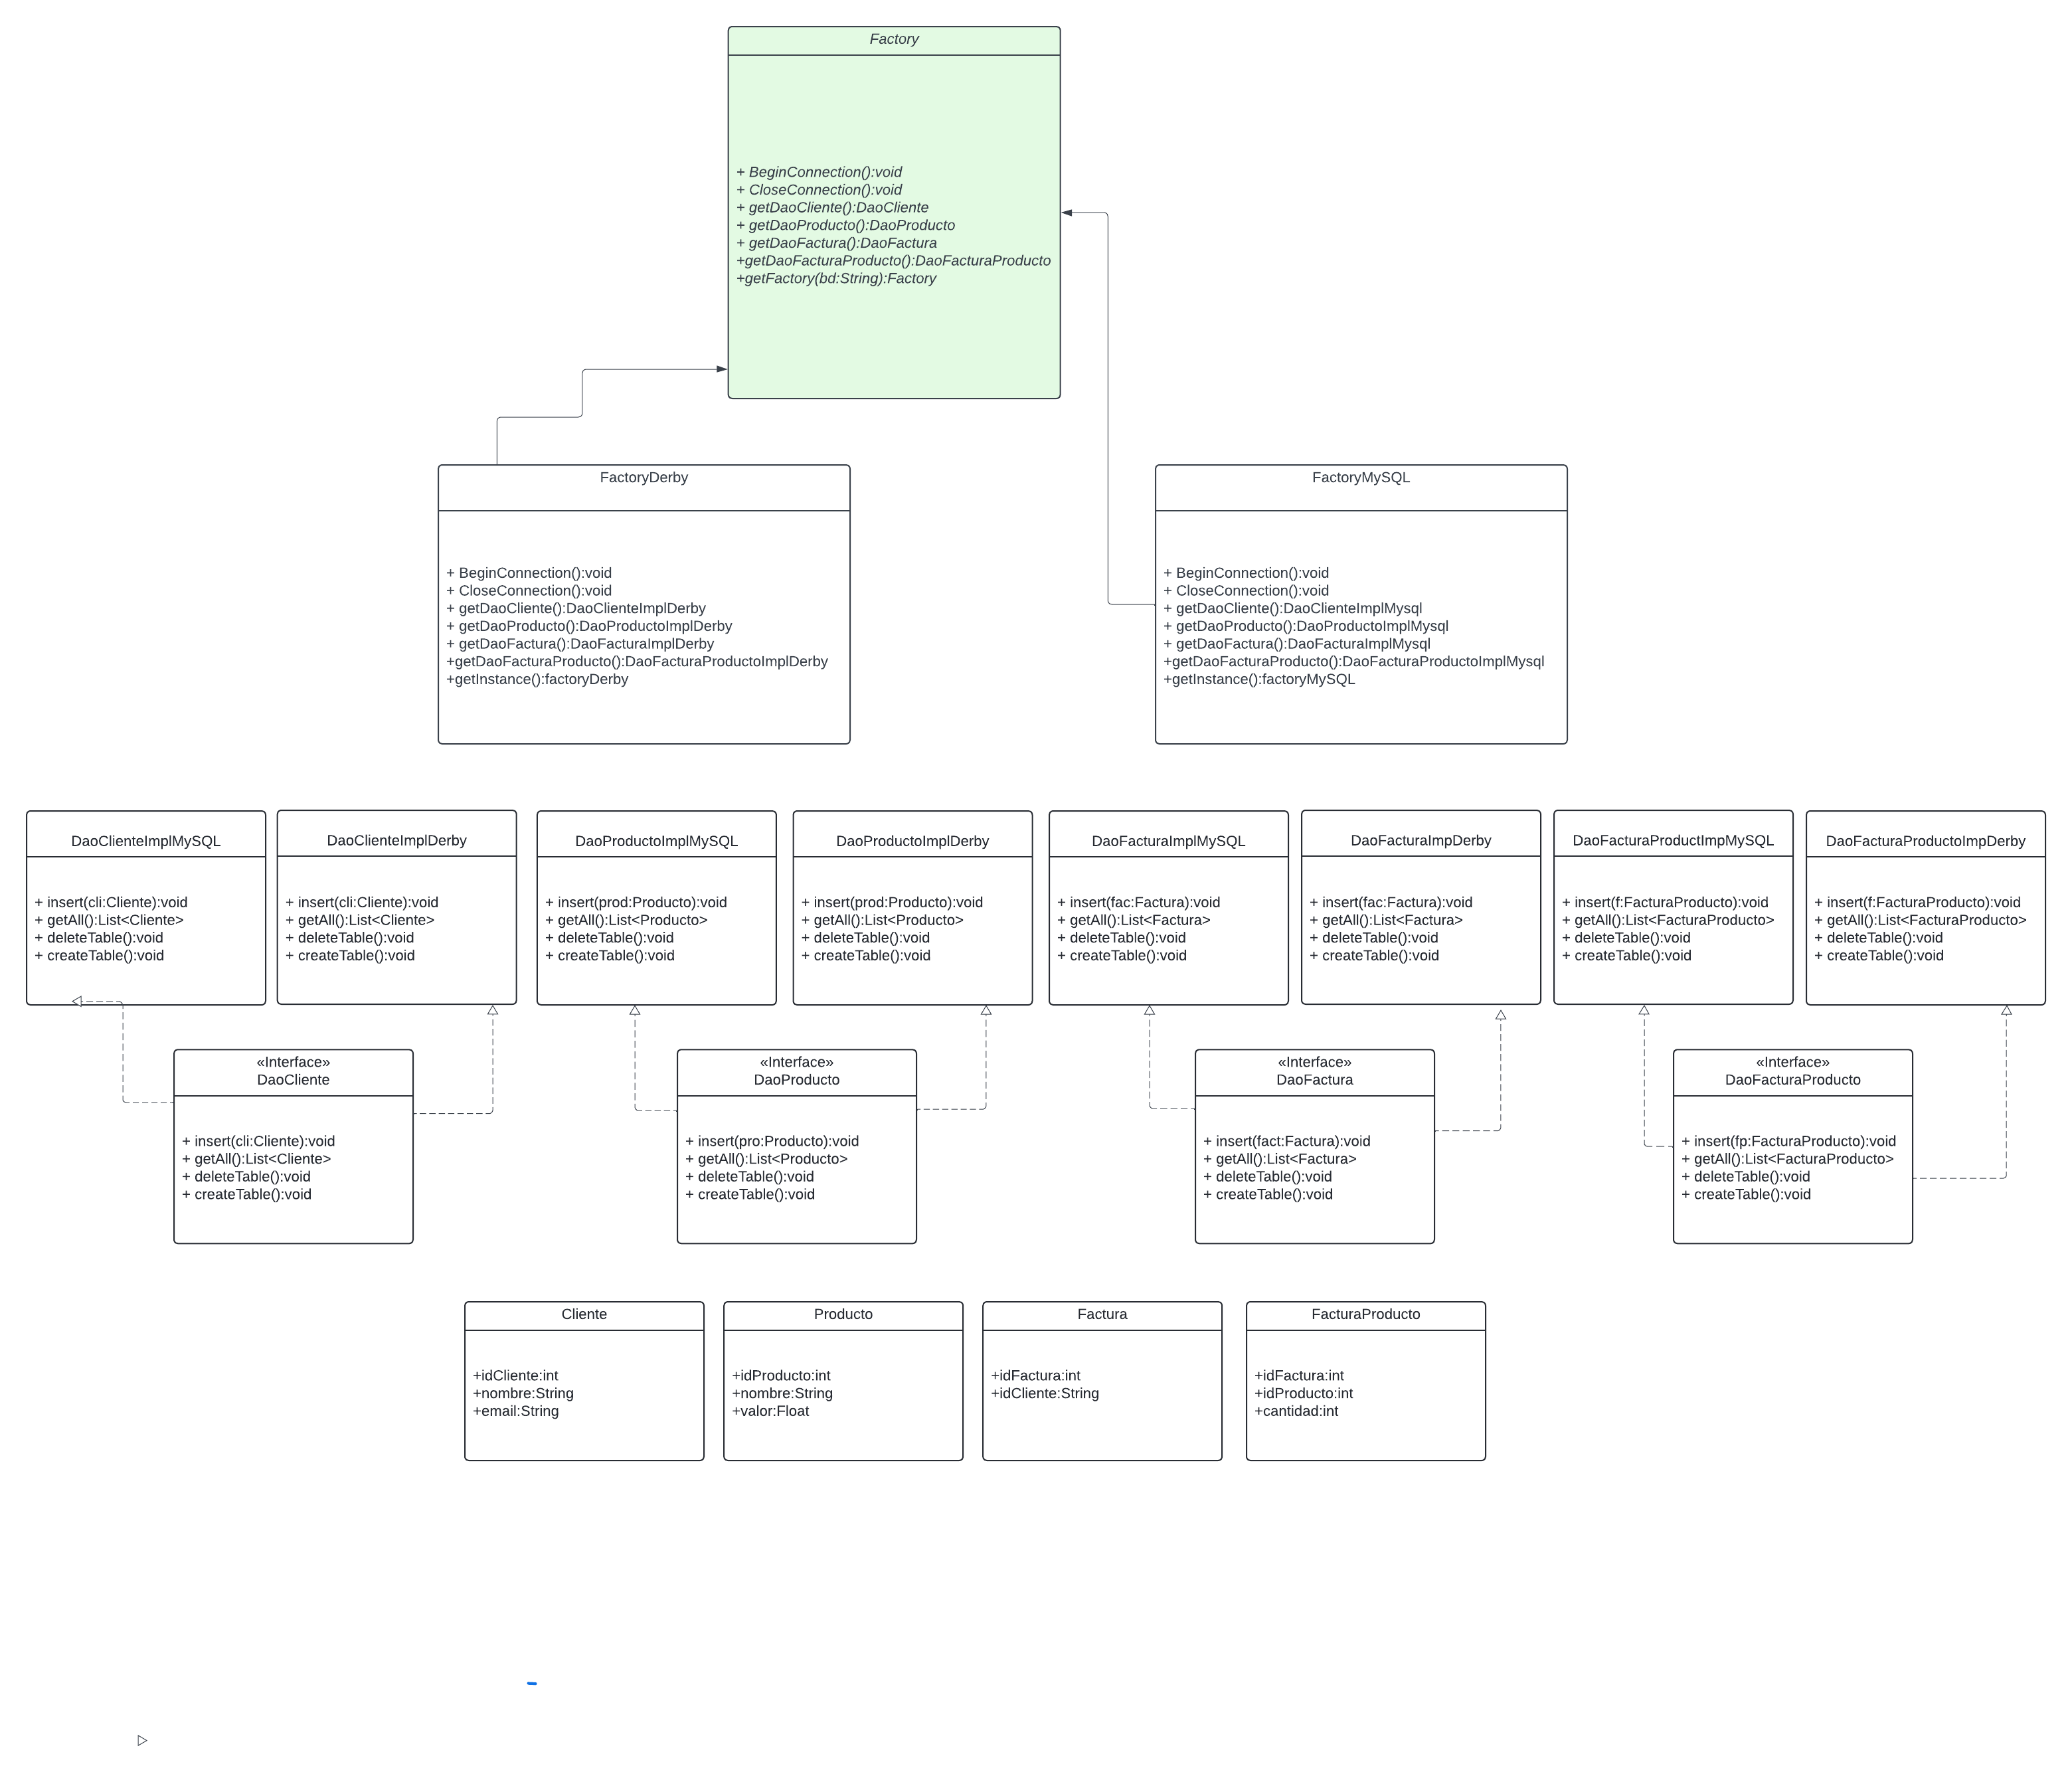 Factory
+ BeginConnection():void
+ CloseConnection():void
+ getDaoCliente():DaoCliente
+ getDaoProducto():DaoProducto
+ getDaoFactura():DaoFactura
+getDaoFacturaProducto():DaoFacturaProducto
+getFactory(bd:String):Factory
FactoryDerby
+ BeginConnection():void
+ CloseConnection():void
+ getDaoCliente():DaoClienteImplDerby
+ getDaoProducto():DaoProductoImplDerby
+ getDaoFactura():DaoFacturaImplDerby
+getDaoFacturaProducto():DaoFacturaProductoImplDerby
+getInstance():factoryDerby
FactoryMySQL
+ BeginConnection():void
+ CloseConnection():void
+ getDaoCliente():DaoClienteImplMysql
+ getDaoProducto():DaoProductoImplMysql
+ getDaoFactura():DaoFacturaImplMysql
+getDaoFacturaProducto():DaoFacturaProductoImplMysql
+getInstance():factoryMySQL
DaoClienteImplMySQL
+ insert(cli:Cliente):void
+ getAll():List<Cliente>
+ deleteTable():void
+ createTable():void
DaoClienteImplDerby
+ insert(cli:Cliente):void
+ getAll():List<Cliente>
+ deleteTable():void
+ createTable():void
DaoProductoImplMySQL
+ insert(prod:Producto):void
+ getAll():List<Producto>
+ deleteTable():void
+ createTable():void
DaoProductoImplDerby
+ insert(prod:Producto):void
+ getAll():List<Producto>
+ deleteTable():void
+ createTable():void
DaoFacturaImplMySQL
+ insert(fac:Factura):void
+ getAll():List<Factura>
+ deleteTable():void
+ createTable():void
DaoFacturaImpDerby
+ insert(fac:Factura):void
+ getAll():List<Factura>
+ deleteTable():void
+ createTable():void
DaoFacturaProductImpMySQL
+ insert(f:FacturaProducto):void
+ getAll():List<FacturaProducto>
+ deleteTable():void
+ createTable():void
DaoFacturaProductoImpDerby
+ insert(f:FacturaProducto):void
+ getAll():List<FacturaProducto>
+ deleteTable():void
+ createTable():void
«Interface»
DaoCliente
+ insert(cli:Cliente):void
+ getAll():List<Cliente>
+ deleteTable():void
+ createTable():void
«Interface»
DaoProducto
+ insert(pro:Producto):void
+ getAll():List<Producto>
+ deleteTable():void
+ createTable():void
«Interface»
DaoFactura
+ insert(fact:Factura):void
+ getAll():List<Factura>
+ deleteTable():void
+ createTable():void
«Interface»
DaoFacturaProducto
+ insert(fp:FacturaProducto):void
+ getAll():List<FacturaProducto>
+ deleteTable():void
+ createTable():void
Cliente
+idCliente:int
+nombre:String
+email:String
Producto
+idProducto:int
+nombre:String
+valor:Float
Factura
+idFactura:int
+idCliente:String
FacturaProducto
+idFactura:int
+idProducto:int
+cantidad:int